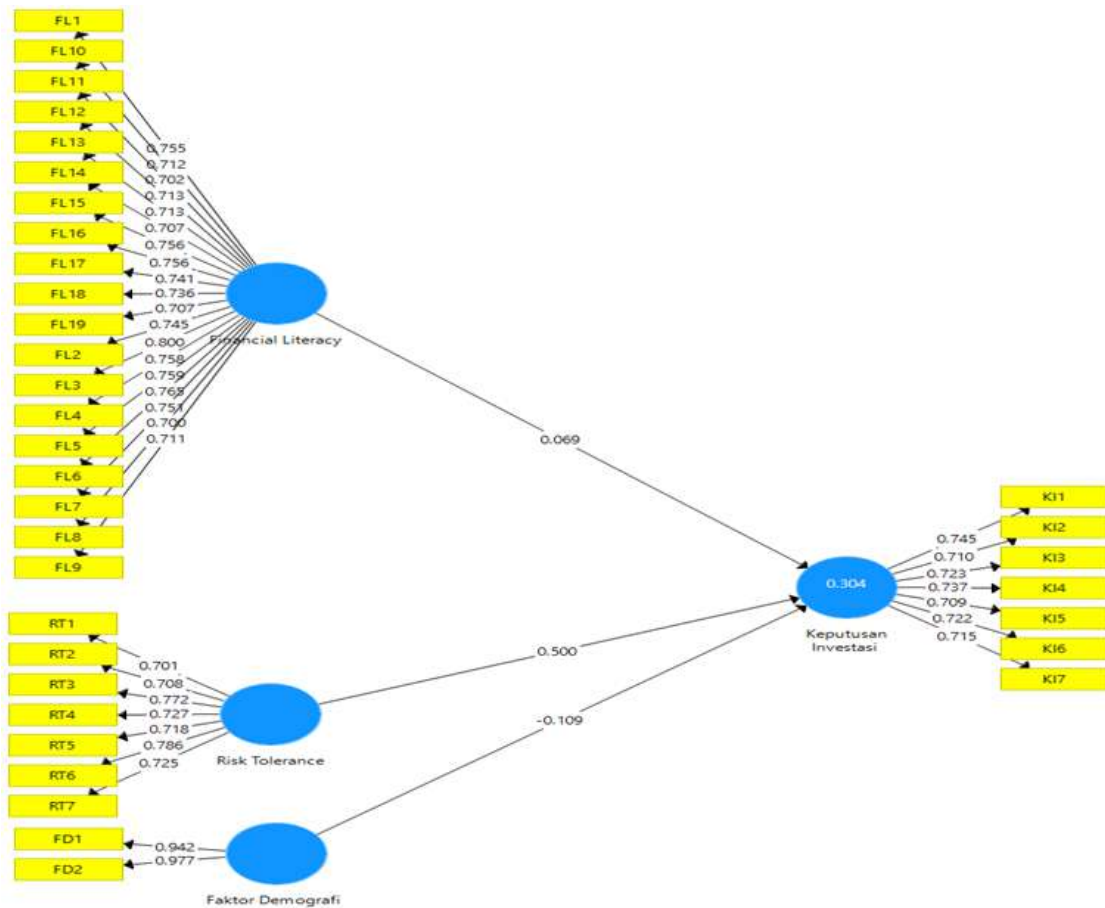 FL1
FL10
FL11
FL12
FL13
FL14
FL15
FL16
FL17
FL18
FL19
FL2
FL3
FL4
FL5
FL6
FL7
FL8
FL9
0.755
0.712
0.702
0.713
0.713
0.707
0.756
0.756
0.741
0.736
0.707
0.745
0.800
0.758
0.759
0.765
0.751
0.700
0.711
Financial Literacy
0.069
RT1
RT2
RT3
RT4
RT5
RT6
RT7
0.701
0.708
0.772
0.727
0.718
0.786
0.725
Risk Tolerance
0.500
FD1
FD2
0.942
0.977
Faktor Demografi
-0.109
0.304
Keputusan
Investasi
0.745
0.710
0.723
0.737
0.709
0.722
0.715
KI1
KI2
KI3
KI4
KI5
KI6
KI7